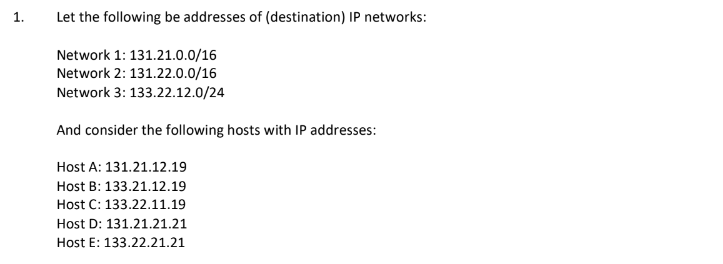 1. Let the following be addresses of (destination) IP networks:
Network 1: 131.21.0.0/16
Network 2: 131.22.0.0/16
Network 3: 133.22.12.0/24
And consider the following hosts with IP addresses:
Host A: 131.21.12.19
Host B: 133.21.12.19
Host C: 133.22.11.19
Host D: 131.21.21.21
Host E: 133.22.21.21